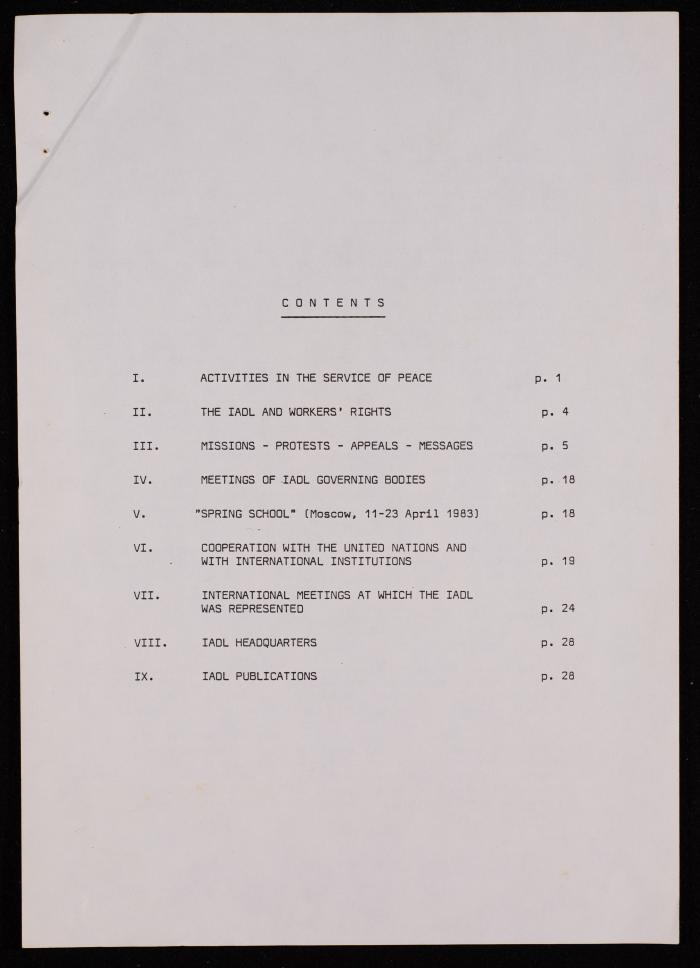 CONTENTS
I. ACTIVITIES IN THE SERVICE OF PEACE p. 1
II. THE IADL AND WORKERS' RIGHTS p. 4
III. MISSIONS - PROTESTS - APPEALS - MESSAGES p. 5
IV. MEETINGS OF IADL GOVERNING BODIES p. 18
V. "SPRING SCHOOL" (Moscow, 11-23 April 1983) p. 18
VI. COOPERATION WITH THE UNITED NATIONS AND
WITH INTERNATIONAL INSTITUTIONS p. 19
VII. INTERNATIONAL MEETINGS AT WHICH THE IADL
WAS REPRESENTED p. 24
VIII. IADL HEADQUARTERS p. 28
IX. IADL PUBLICATIONS p. 28